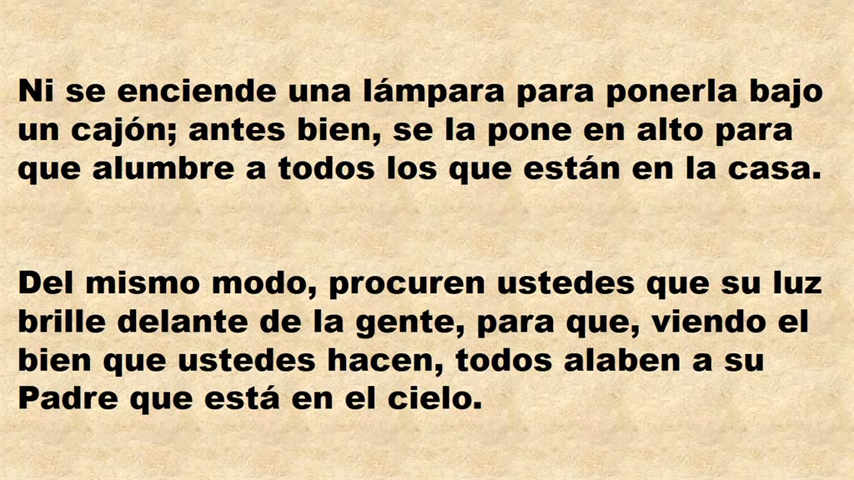 Ni se enciende una lámpara para ponerla bajo
un cajón; antes bien, se la pone en alto para
que alumbre a todos los que están en la casa.
Del mismo modo, procuren ustedes que su luz
brille delante de la gente, para que, viendo el
bien que ustedes hacen, todos alaben a su
Padre que está en el cielo.